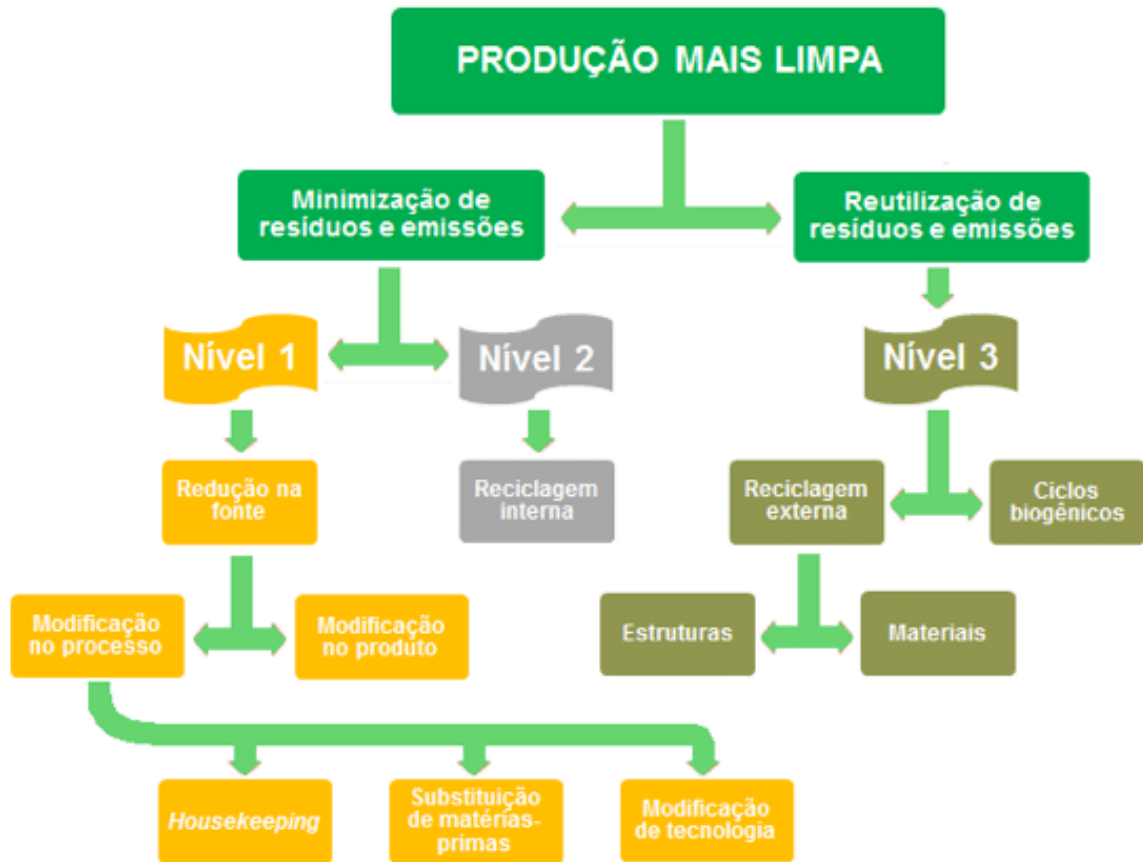 PRODUÇÃO MAIS LIMPA
Minimização de
resíduos e emissões
Reutilização de
resíduos e emissões
Nível 1
Nível 2
Nível 3
Redução na
fonte
Reciclagem
interna
Reciclagem
externa
Ciclos
biogênicos
Modificação
no processo
Modificação
no produto
Estruturas
Materiais
Housekeeping
Substituição
de matérias-
primas
Modificação
de tecnologia